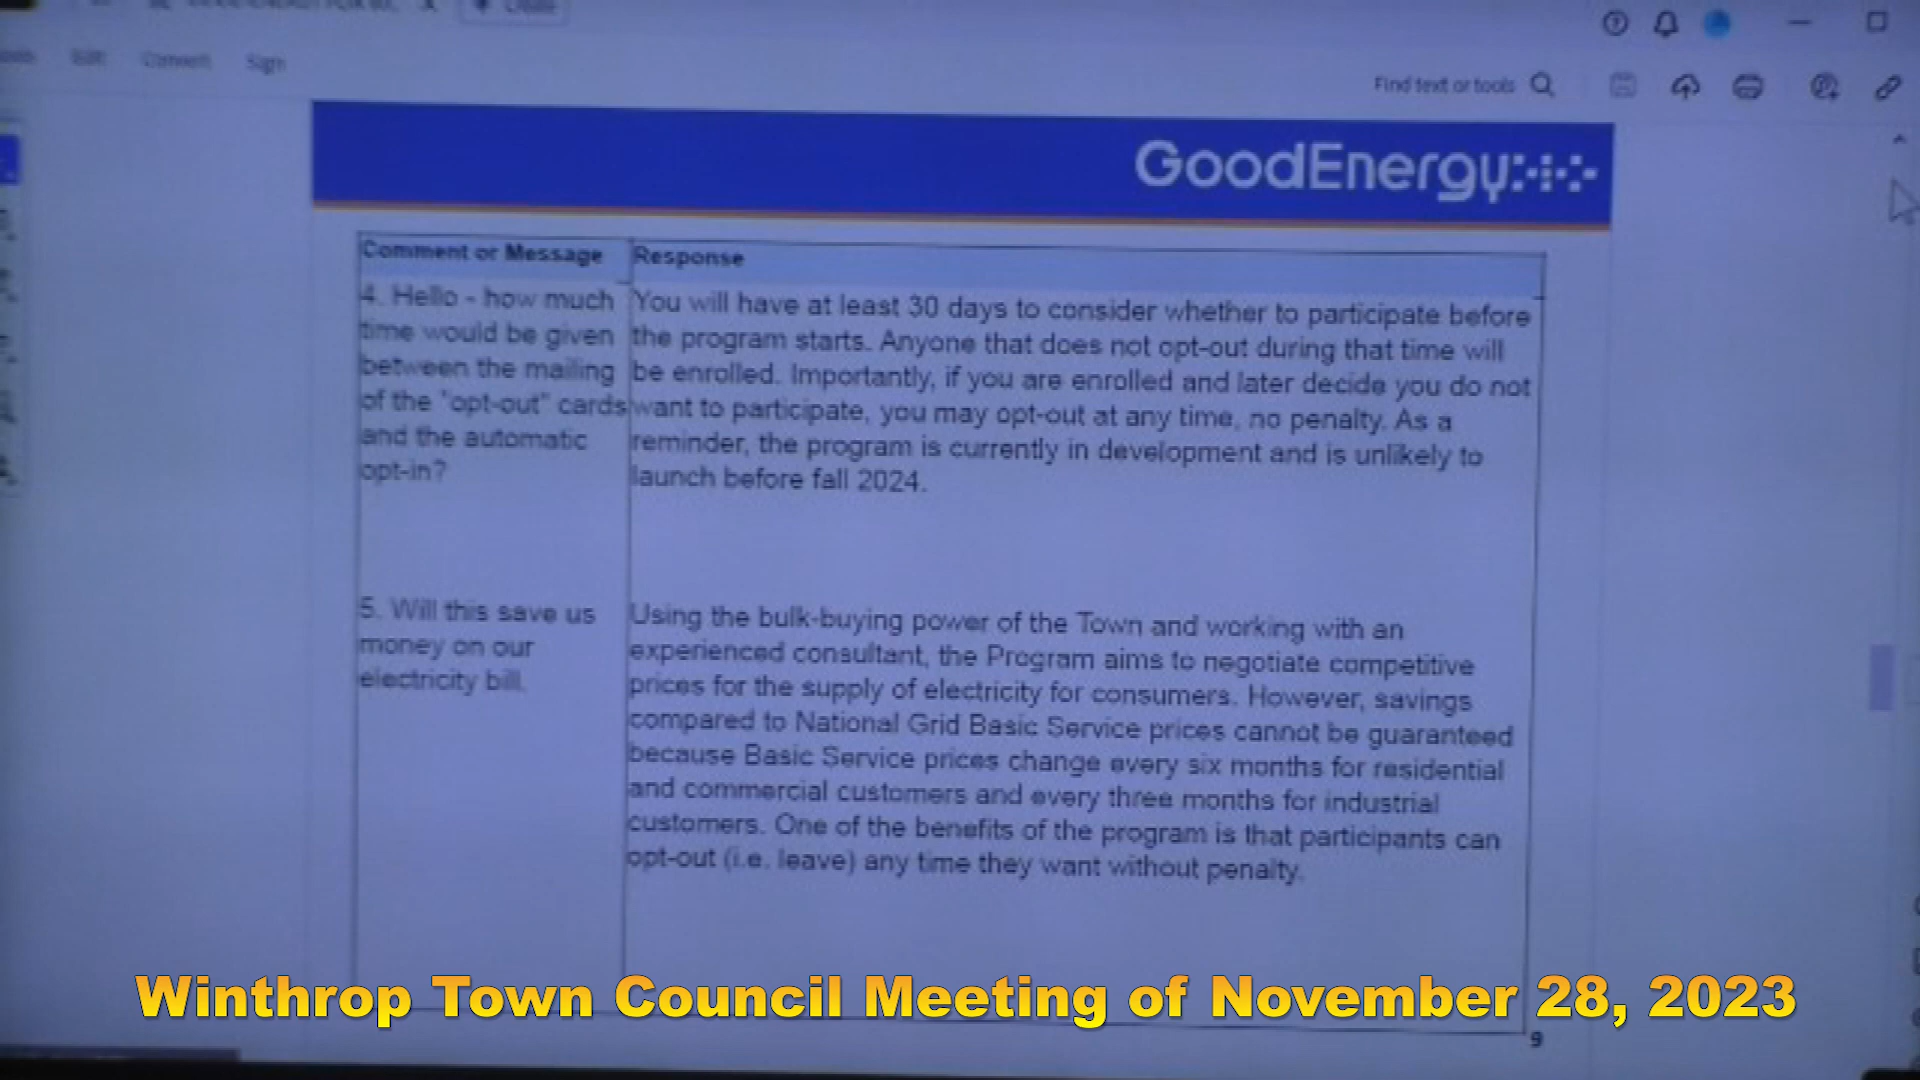 Edit
Convert
Sign
Find text or tools
GoodEnergy
Comment or Message
Response
4. Hello - how much
time would be given
between the mailing
of the "opt-out" cards
and the automatic
opt-in?
You will have at least 30 days to consider whether to participate before
the program starts. Anyone that does not opt-out during that time will
be enrolled. Importantly, if you are enrolled and later decide you do not
want to participate, you may opt-out at any time, no penalty. As a
reminder, the program is currently in development and is unlikely to
launch before fall 2024.
5. Will this save us
money on our
electricity bill.
Using the bulk-buying power of the Town and working with an
experienced consultant, the Program aims to negotiate competitive
prices for the supply of electricity for consumers. However, savings
compared to National Grid Basic Service prices cannot be guaranteed
because Basic Service prices change every six months for residential
and commercial customers and every three months for industrial
customers. One of the benefits of the program is that participants can
opt-out (i.e. leave) any time they want without penalty.
Winthrop Town Council Meeting of November 28, 2023
9